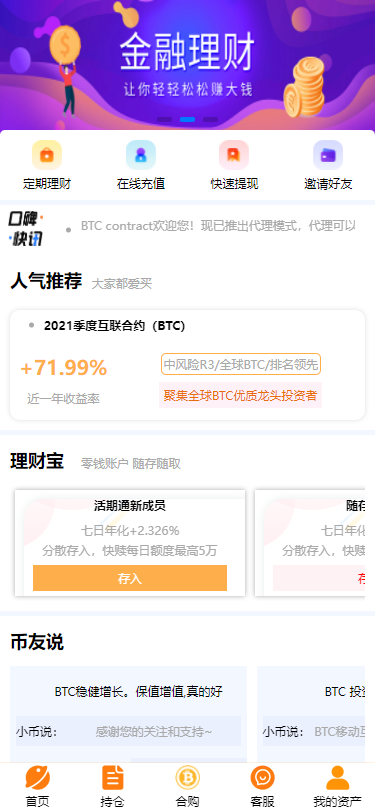 金融理财
让你轻轻松松赚大钱
定期理财 在线充值 快速提现 邀请好友
口碑快讯
BTC contract欢迎您！现已推出代理模式，代理可以
人气推荐 大家都爱买
2021季度互联合约（BTC）
+71.99% 中风险R3/全球BTC/排名领先
近一年收益率 聚集全球BTC优质龙头投资者
理财宝 零钱账户 随存随取
活期通新成员 随存
七日年化+2.326% 七日年化
分散存入，快赎每日额度最高5万 分散存入，快赎
存入 存
币友说
BTC稳健增长。保值增值,真的好 BTC 投资
小币说： 感谢您的关注和支持~ 小币说： BTC移动互
首页 持仓 合购 客服 我的资产